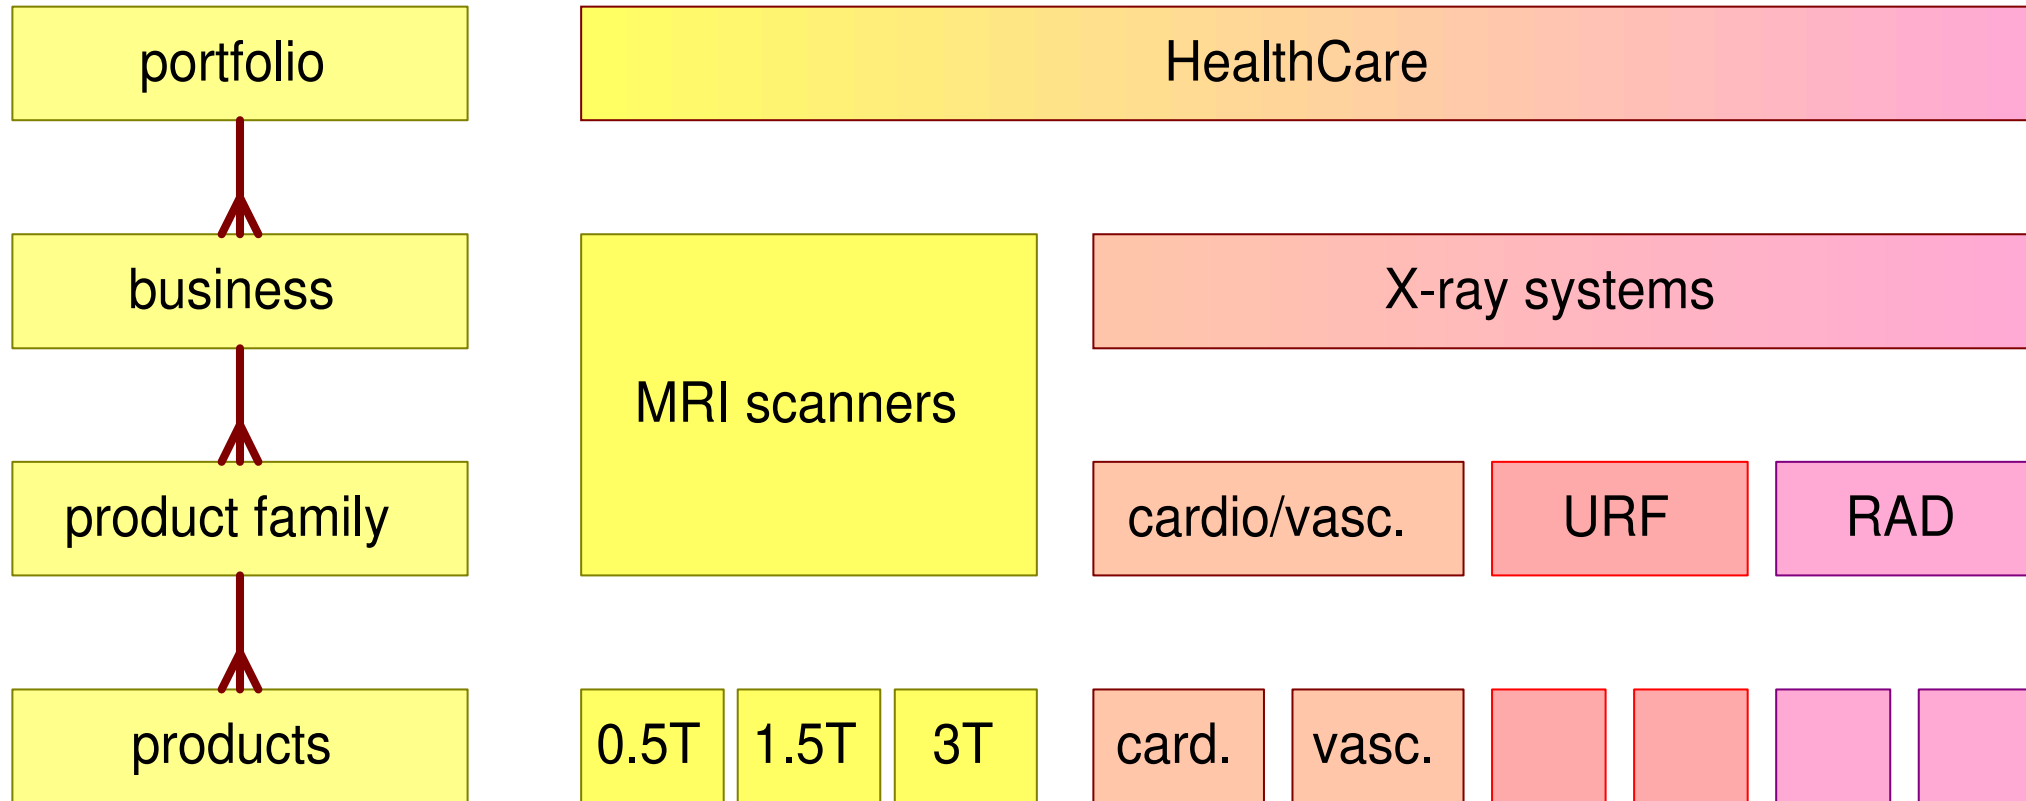 portfolio
HealthCare
business
X-ray systems
MRI scanners
product family
cardio/vasc.
URF
RAD
products
0.5T
1.5T
3T
card.
vasc.